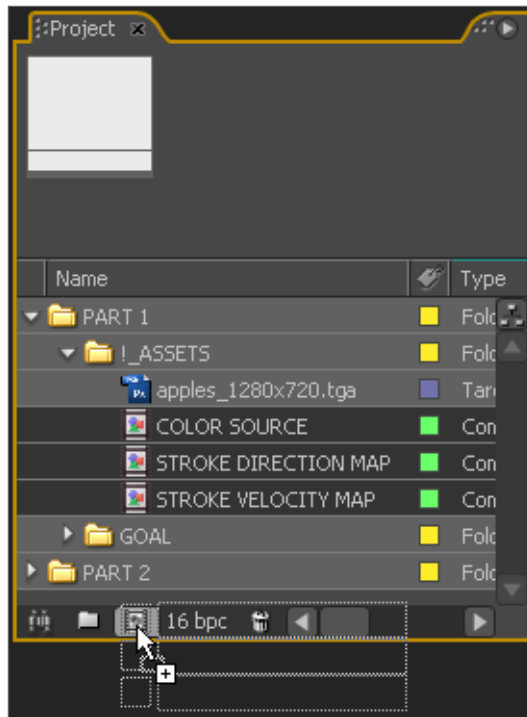 Project
Name Type
PART 1 Fold
!_ASSETS Fold
apples_1280x720.tga Tar
COLOR SOURCE Con
STROKE DIRECTION MAP Con
STROKE VELOCITY MAP Con
GOAL Fold
PART 2 Fold
16 bpc